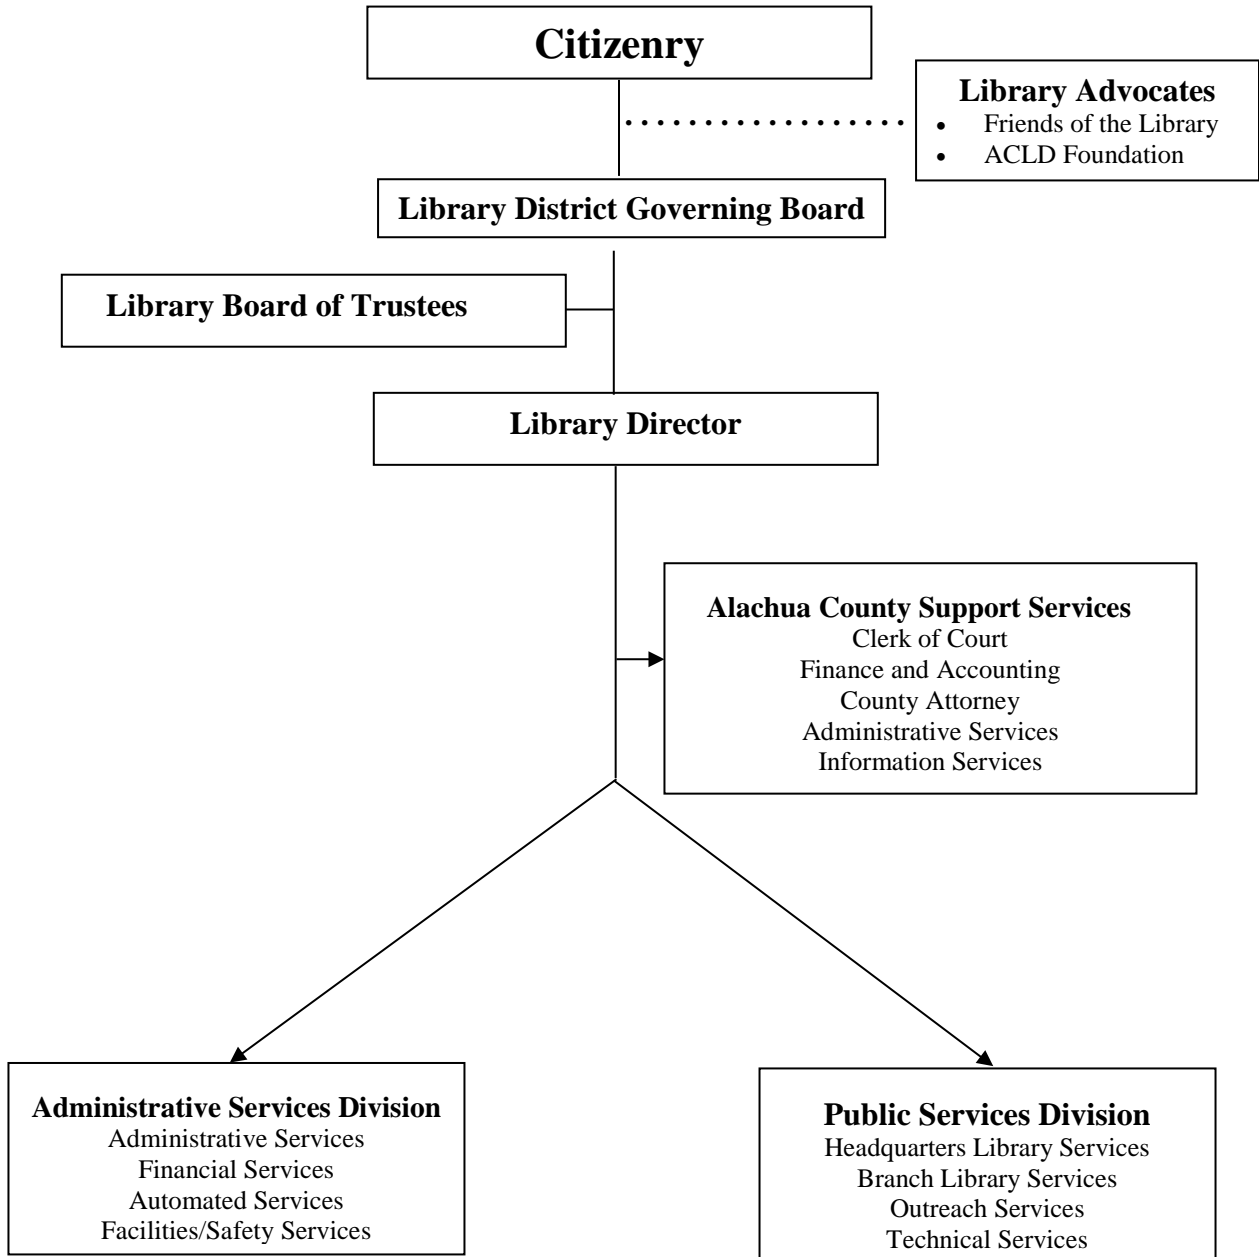 Citizenry
Library Advocates
• Friends of the Library
• ACLD Foundation
Library District Governing Board
Library Board of Trustees
Library Director
Alachua County Support Services
Clerk of Court
Finance and Accounting
County Attorney
Administrative Services
Information Services
Administrative Services Division
Administrative Services
Financial Services
Automated Services
Facilities/Safety Services
Public Services Division
Headquarters Library Services
Branch Library Services
Outreach Services
Technical Services